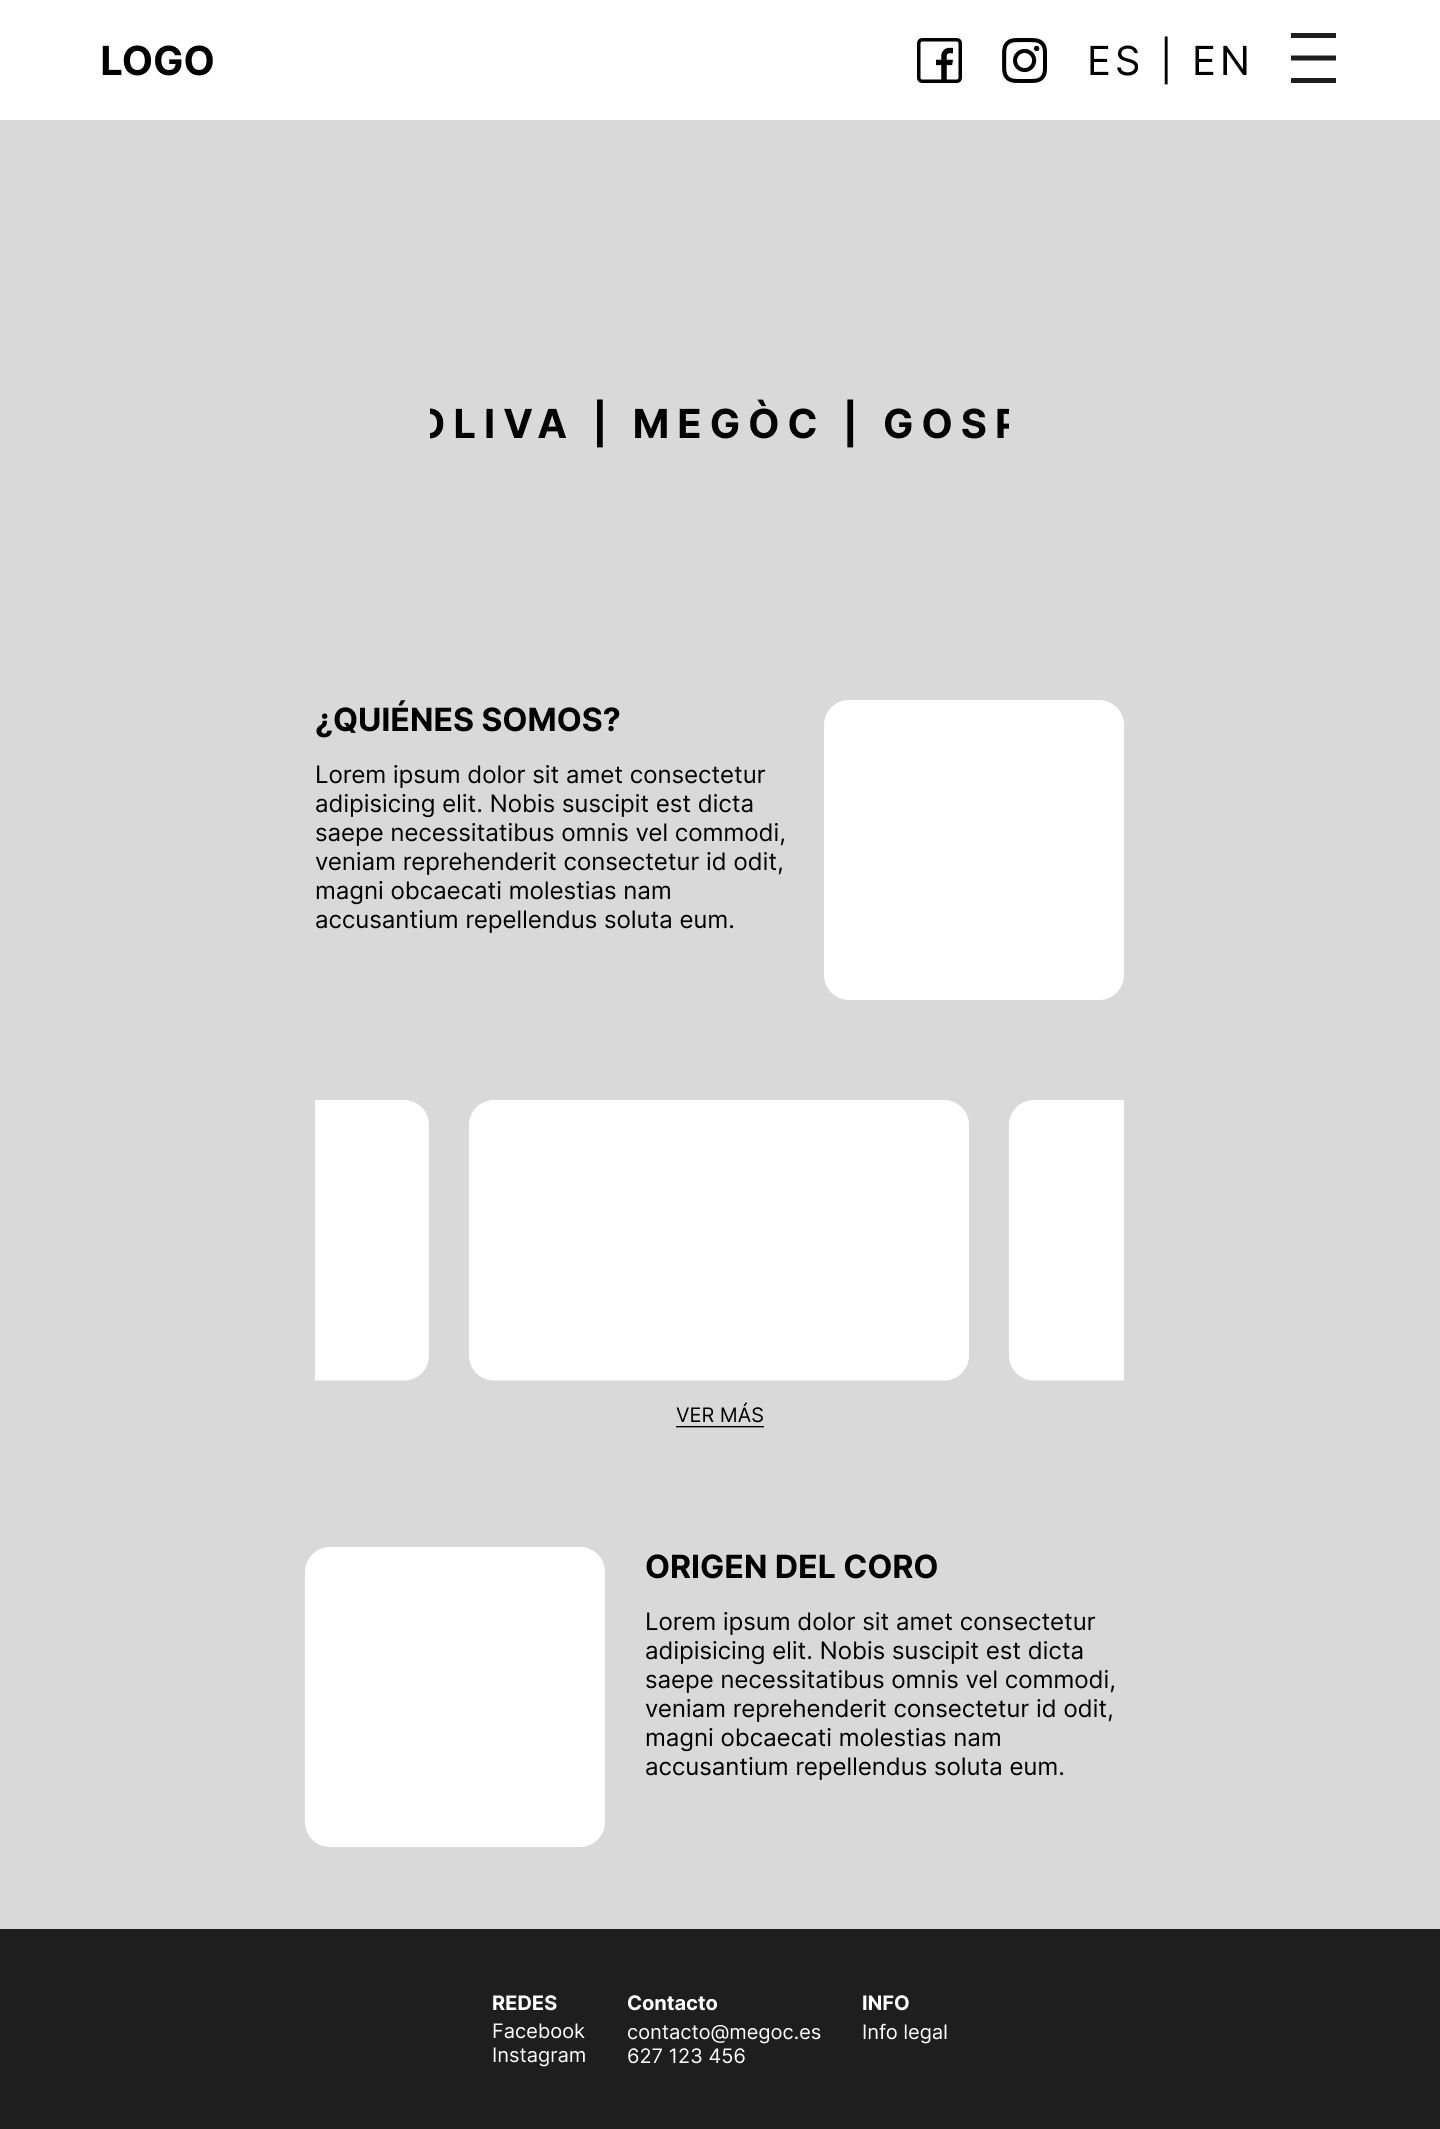 LOGO
ES | EN
OLIVA | MEGÒC | GOSP
¿QUIÉNES SOMOS?
Lorem ipsum dolor sit amet consectetur
adipisicing elit. Nobis suscipit est dicta
saepe necessitatibus omnis vel commodi,
veniam reprehenderit consectetur id odit,
magni obcaecati molestias nam
accusantium repellendus soluta eum.
VER MÁS
ORIGEN DEL CORO
Lorem ipsum dolor sit amet consectetur
adipisicing elit. Nobis suscipit est dicta
saepe necessitatibus omnis vel commodi,
veniam reprehenderit consectetur id odit,
magni obcaecati molestias nam
accusantium repellendus soluta eum.
REDES
Facebook
Instagram
Contacto
contacto@megoc.es
627 123 456
INFO
Info legal